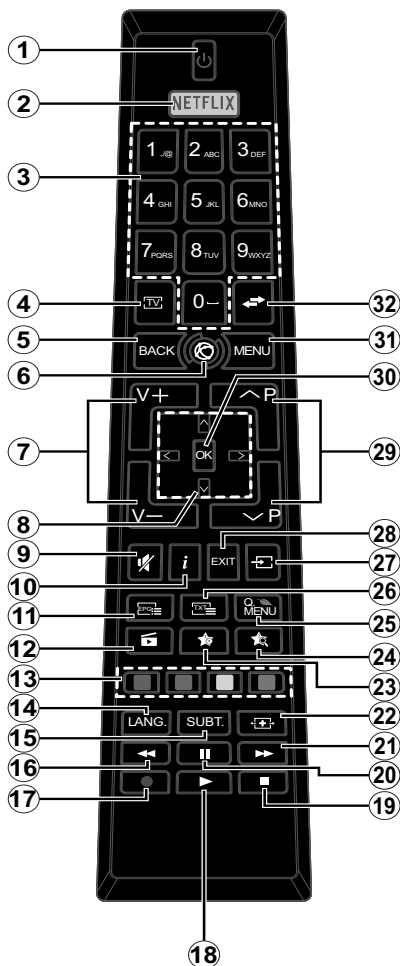 1
2
NETFLIX
3
1 ./@ 2 ABC 3 DEF
4 GHI 5 JKL 6 MNO
7 PQRS 8 TUV 9 WXYZ
4 TV 0 32
5 BACK MENU 31
6
30
V+ P
7 OK 29
8 V− P
28
9 i EXIT 27
10 26
11 EPG TXT Q MENU 25
12 24
13 23
14 LANG. SUBT. 22
15 21
16 20
17 19
18